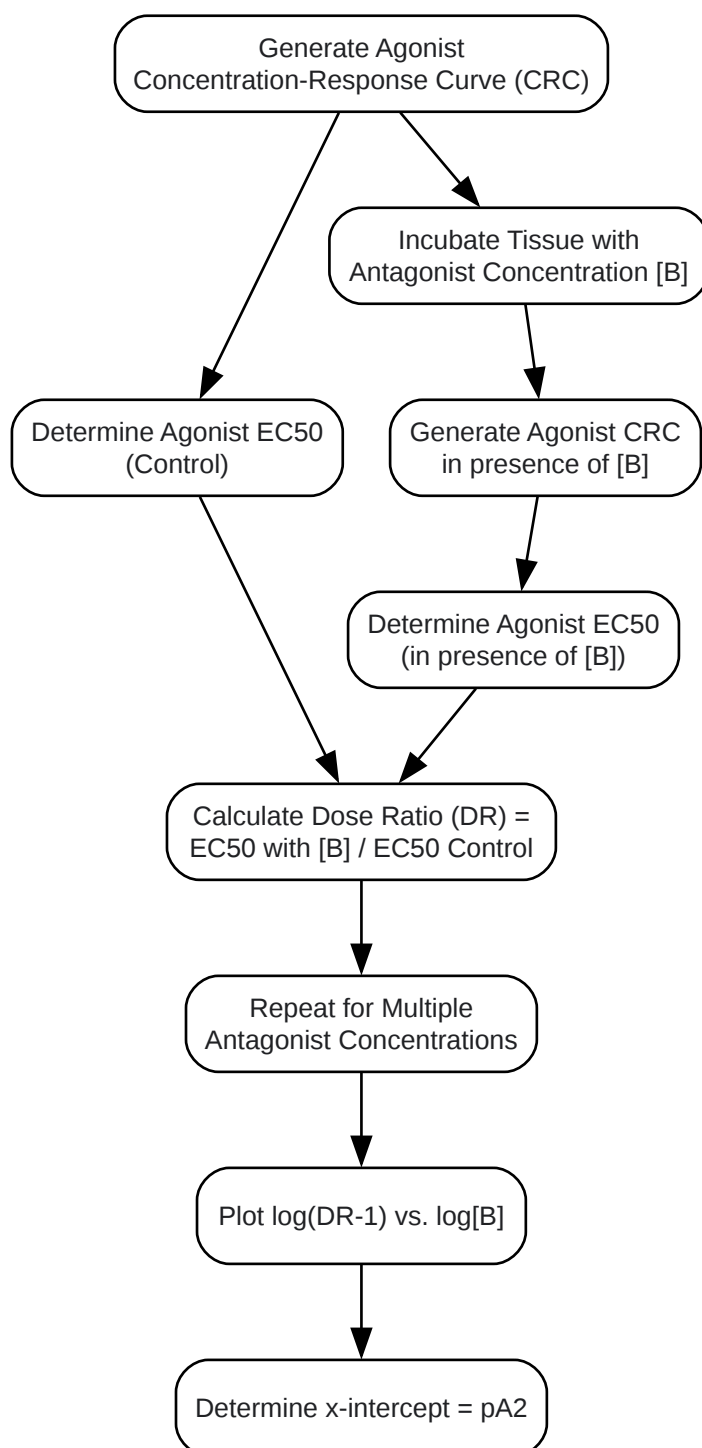 Generate Agonist
Concentration-Response Curve (CRC)
Incubate Tissue with
Antagonist Concentration [B]
Determine Agonist EC50
(Control)
Generate Agonist CRC
in presence of [B]
Determine Agonist EC50
(in presence of [B])
Calculate Dose Ratio (DR) =
EC50 with [B] / EC50 Control
Repeat for Multiple
Antagonist Concentrations
Plot log(DR-1) vs. log[B]
Determine x-intercept = pA2